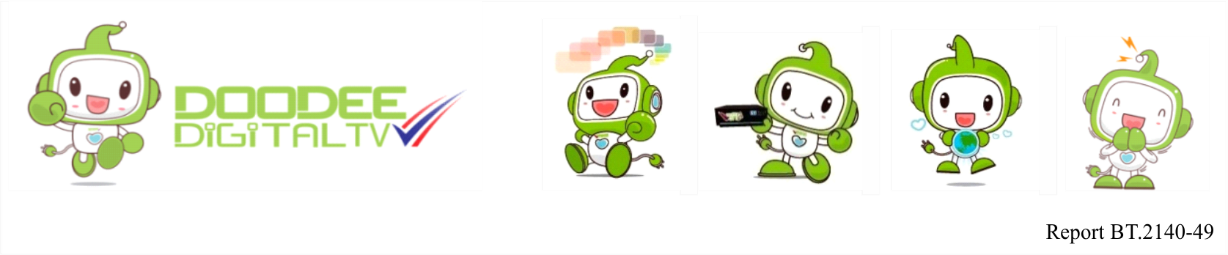 DOODEE
DiGiTALTV
Report BT.2140-49